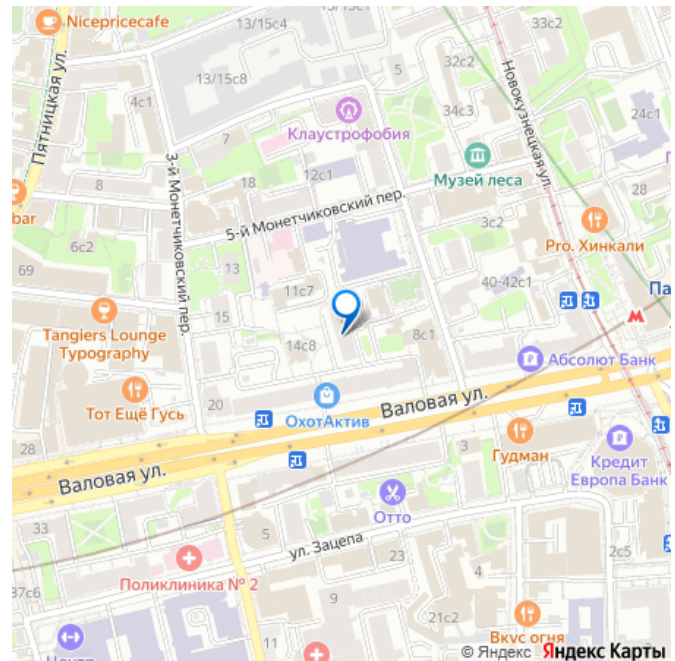 Nicepricecafe
13/15с4
33с2
13/15с8
32с2
5
4с1
34с3
24с1
Пятницкая ул.
Клаустрофобия
Новокузнецкая ул.
7
Музей леса
3-й Монетчиковский пер.
8
18
12с1
28
bar
5-й Монетчиковский пер.
3с2
Pro. Хинкали
6с2
13
69
11с7
40-42с1
Па
15
Tangiers Lounge
Typography
14с8
8с1
Абсолют Банк
Тот Ещё Гусь
20
ОхотАктив
Валовая ул.
28
3
Гудман
Валовая ул.
Кредит
Европа Банк
Отто
33
5
ул. Зацепа
23
2с5
Поликлиника № 2
4
37с6
9
21с2
11
Вкус огня
Центр
© Яндекс Яндекс Карты